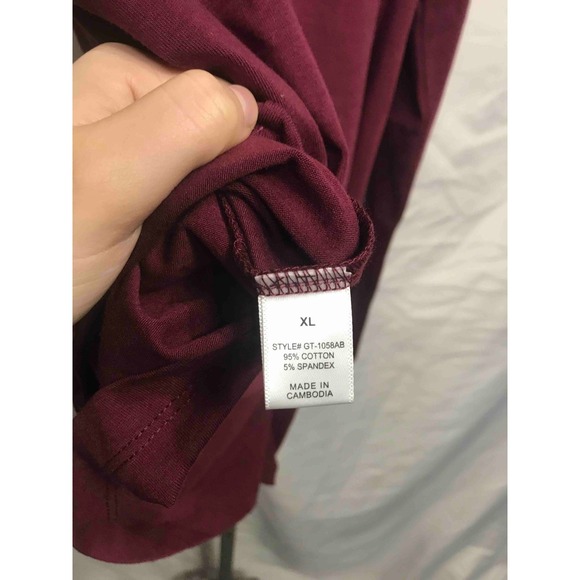 XL
STYLE# GT-1058AB
95% COTTON
5% SPANDEX
MADE IN
CAMBODIA